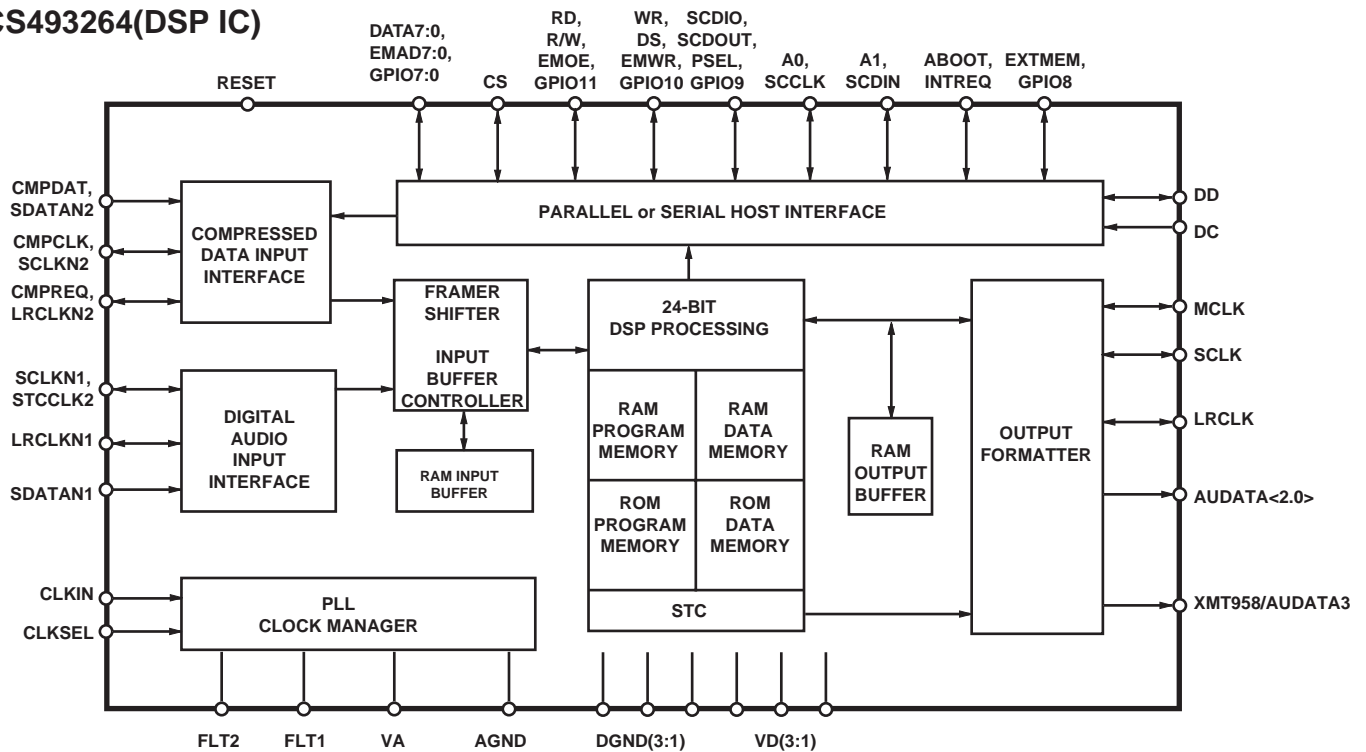 CS493264(DSP IC)
DATA7:0,
EMAD7:0,
GPIO7:0
RD,
R/W,
EMOE,
GPIO11
WR,
DS,
EMWR,
GPIO10
SCDIO,
SCDOUT,
PSEL,
GPIO9
A0,
SCCLK
A1,
SCDIN
ABOOT,
INTREQ
EXTMEM,
GPIO8
RESET
CS
CMPDAT,
SDATAN2
CMPCLK,
SCLKN2
CMPREQ,
LRCLKN2
SCLKN1,
STCCLK2
LRCLKN1
SDATAN1
CLKIN
CLKSEL
COMPRESSED
DATA INPUT
INTERFACE
DIGITAL
AUDIO
INPUT
INTERFACE
PLL
CLOCK MANAGER
PARALLEL or SERIAL HOST INTERFACE
FRAMER
SHIFTER
INPUT
BUFFER
CONTROLLER
RAM INPUT
BUFFER
24-BIT
DSP PROCESSING
RAM
PROGRAM
MEMORY
RAM
DATA
MEMORY
ROM
PROGRAM
MEMORY
ROM
DATA
MEMORY
STC
RAM
OUTPUT
BUFFER
OUTPUT
FORMATTER
DD
DC
MCLK
SCLK
LRCLK
AUDATA<2.0>
XMT958/AUDATA3
FLT2
FLT1
VA
AGND
DGND(3:1)
VD(3:1)